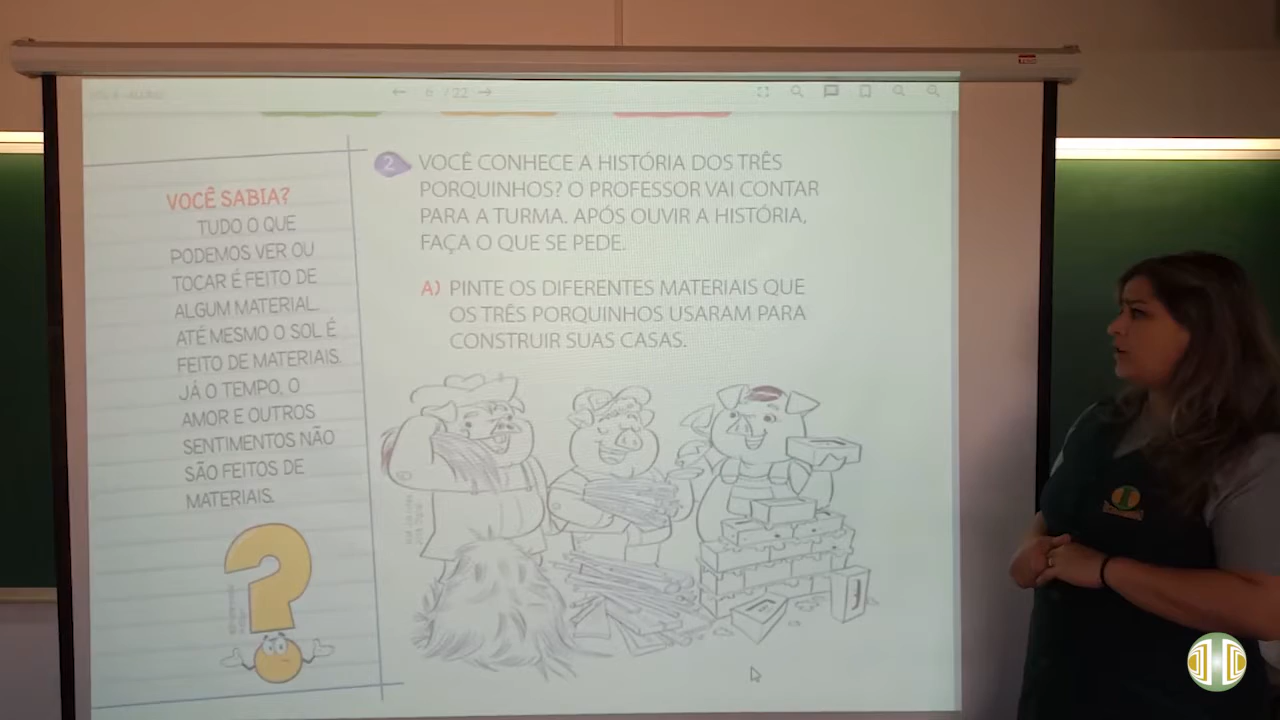 6 / 22
VOCÊ SABIA?
TUDO O QUE
PODEMOS VER OU
TOCAR É FEITO DE
ALGUM MATERIAL.
ATÉ MESMO O SOL É
FEITO DE MATERIAIS.
JÁ O TEMPO, O
AMOR E OUTROS
SENTIMENTOS NÃO
SÃO FEITOS DE
MATERIAIS.
2 VOCÊ CONHECE A HISTÓRIA DOS TRÊS
PORQUINHOS? O PROFESSOR VAI CONTAR
PARA A TURMA. APÓS OUVIR A HISTÓRIA,
FAÇA O QUE SE PEDE.
A) PINTE OS DIFERENTES MATERIAIS QUE
OS TRÊS PORQUINHOS USARAM PARA
CONSTRUIR SUAS CASAS.